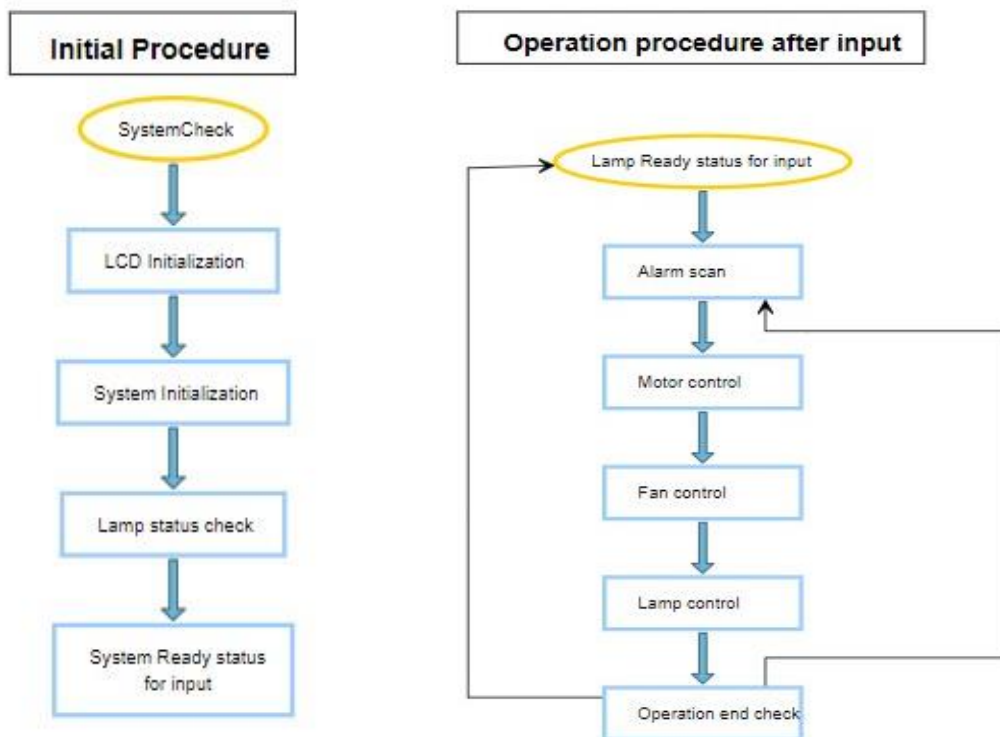 Initial Procedure
SystemCheck
LCD Initialization
System Initialization
Lamp status check
System Ready status
for input
Operation procedure after input
Lamp Ready status for input
Alarm scan
Motor control
Fan control
Lamp control
Operation end check